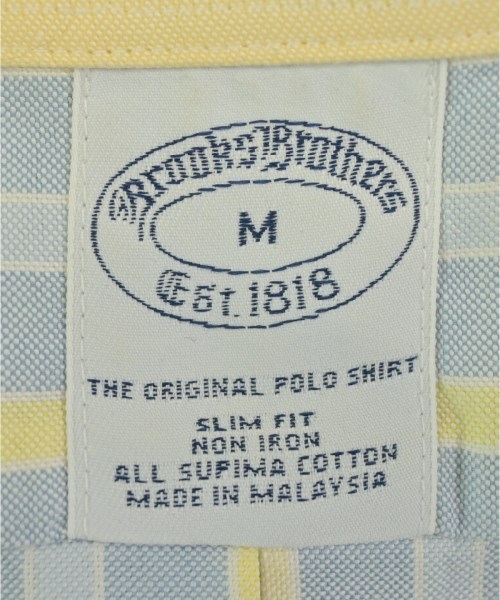 Brooks Brothers
M
Est. 1818
THE ORIGINAL POLO SHIRT
SLIM FIT
NON IRON
ALL SUPIMA COTTON
MADE IN MALAYSIA